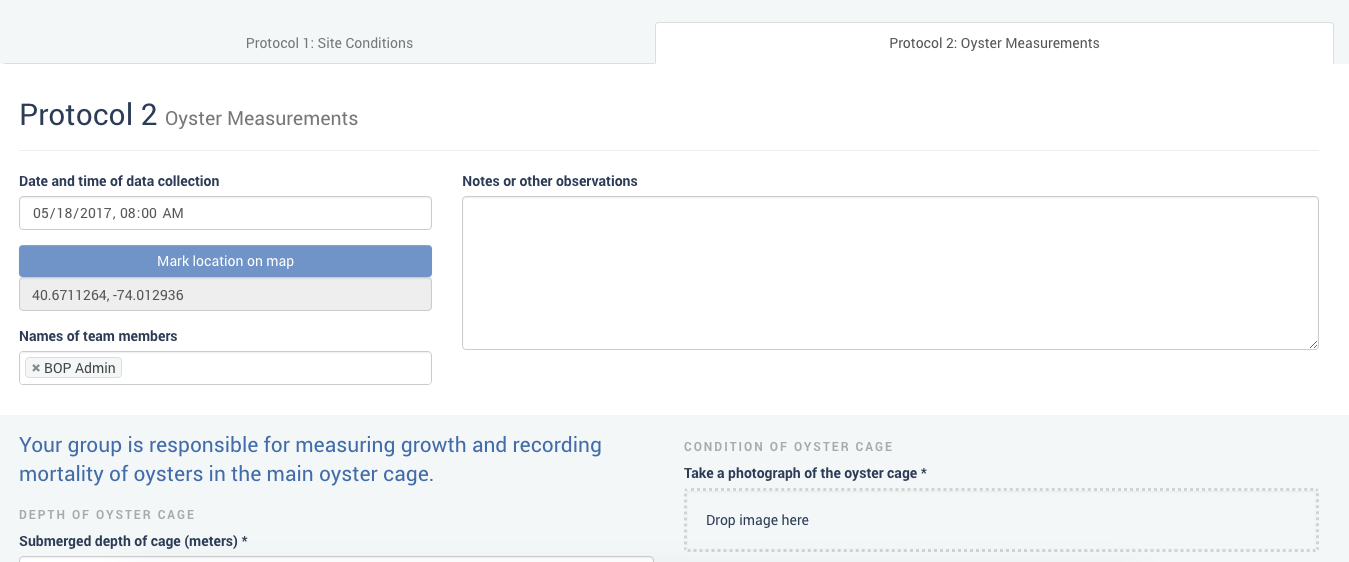 Protocol 1: Site Conditions
Protocol 2: Oyster Measurements
Protocol 2 Oyster Measurements
Date and time of data collection
05/18/2017, 08:00 AM
Mark location on map
40.6711264, -74.012936
Names of team members
× BOP Admin
Notes or other observations
Your group is responsible for measuring growth and recording
mortality of oysters in the main oyster cage.
DEPTH OF OYSTER CAGE
Submerged depth of cage (meters) *
CONDITION OF OYSTER CAGE
Take a photograph of the oyster cage *
Drop image here